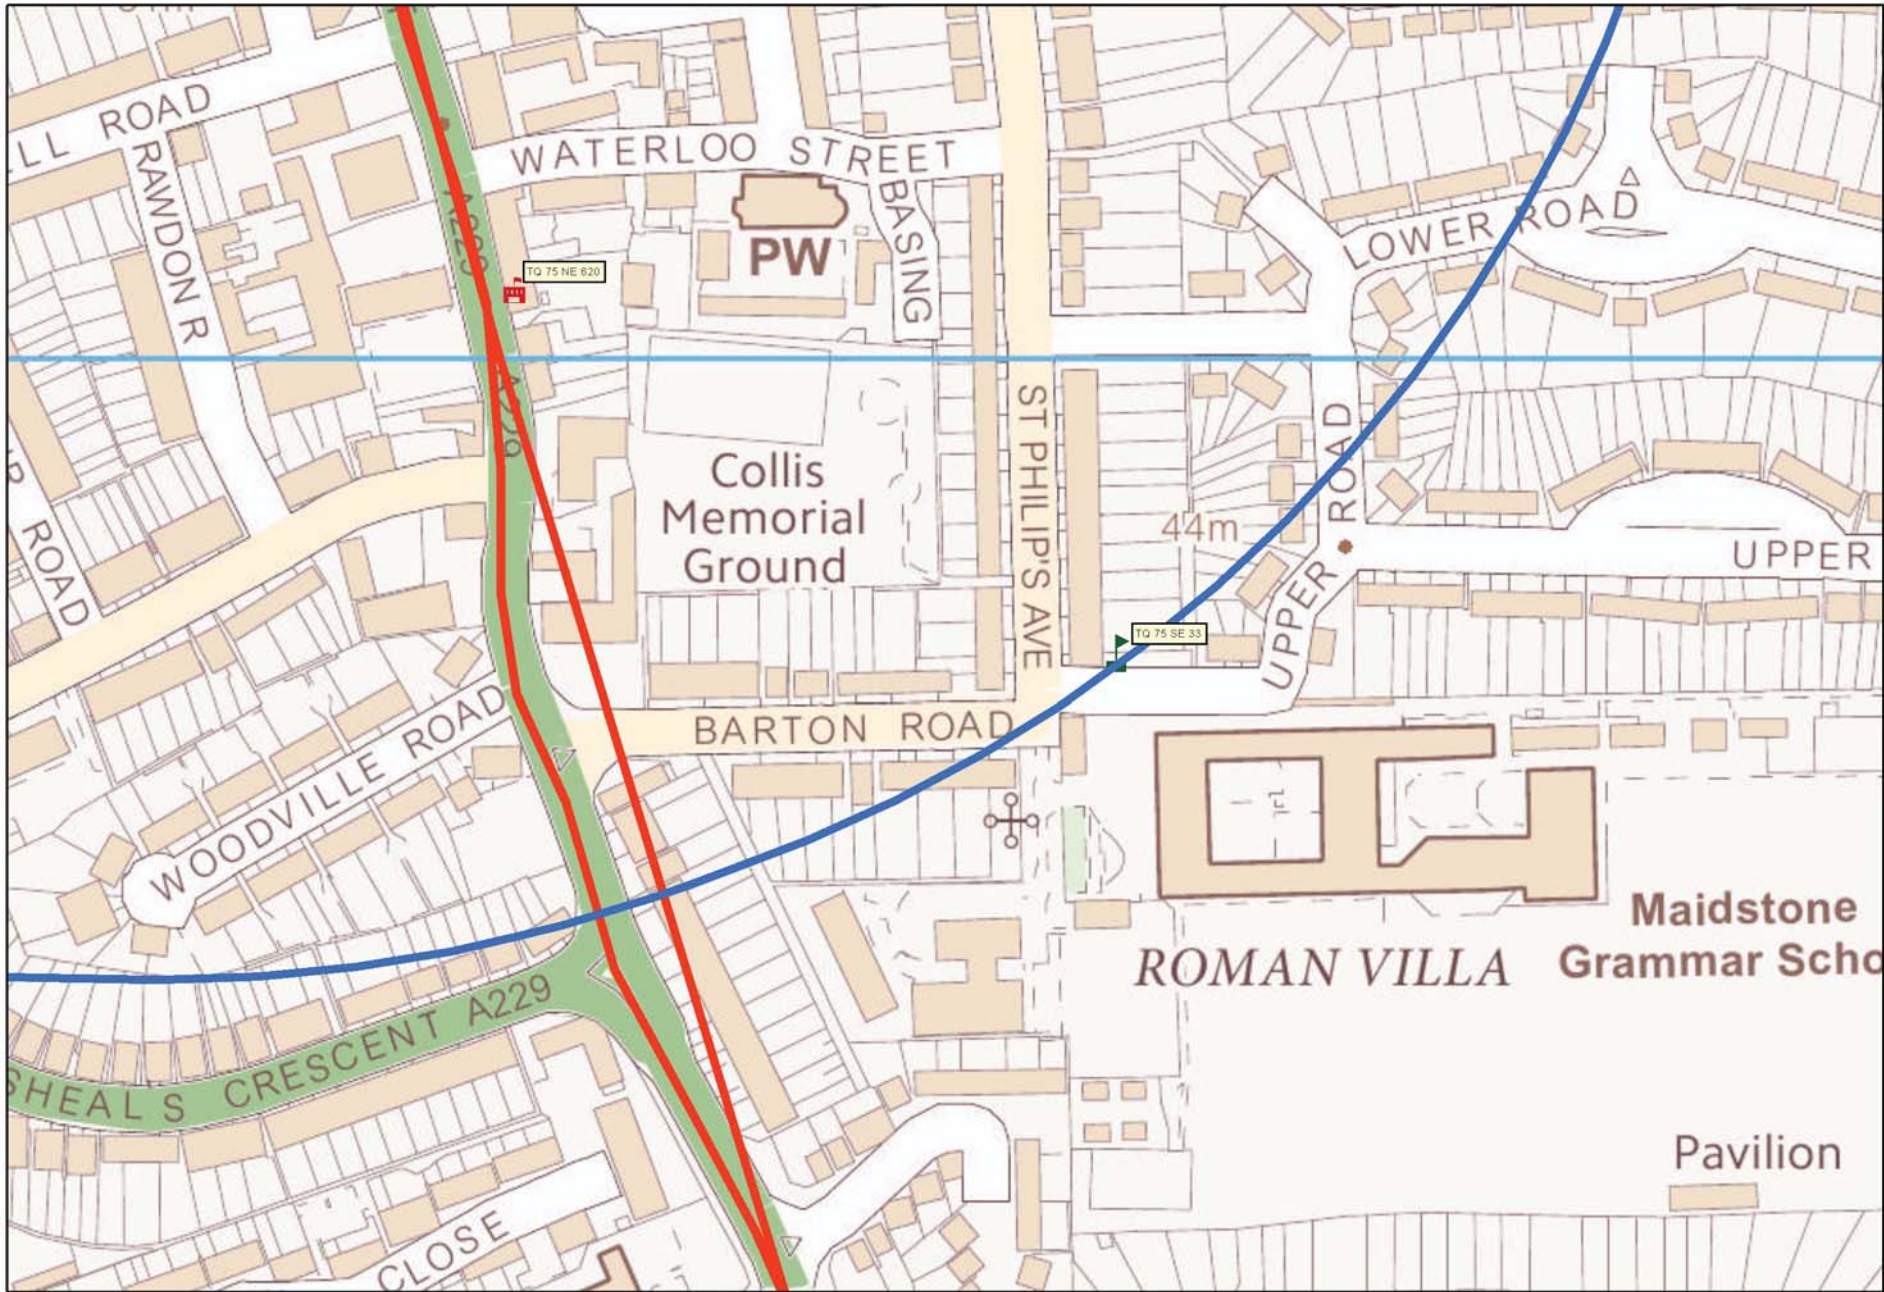 LL ROAD
RAWDON R
WATERLOO STREET
BASING
PW
A229
TQ 75 NE 620
LOWER ROAD
A229
ST PHILIP'S AVE
Collis
Memorial
Ground
44m
UPPER ROAD
UPPER
ROAD
TQ 75 SE 33
UPPER
BARTON ROAD
WOODVILLE ROAD
Maidstone
Grammar Scho
ROMAN VILLA
SHEALS CRESCENT A229
Pavilion
CLOSE